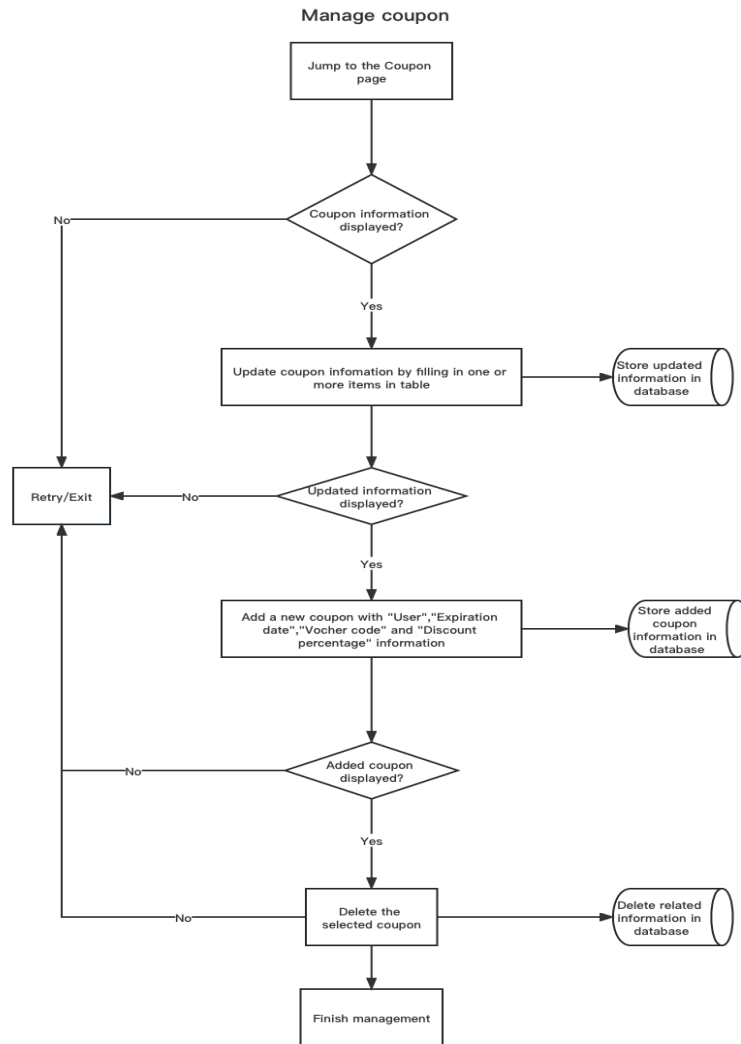 Manage coupon
Jump to the Coupon
page
Coupon information
displayed?
No
Yes
Update coupon infomation by filling in one or
more items in table
Store updated
information in
database
Updated information
displayed?
No
Retry/Exit
Yes
Add a new coupon with "User","Expiration
date","Vocher code" and "Discount
percentage" information
Store added
coupon
information in
database
Added coupon
displayed?
No
Yes
Delete the
selected coupon
No
Delete related
information in
database
Finish management